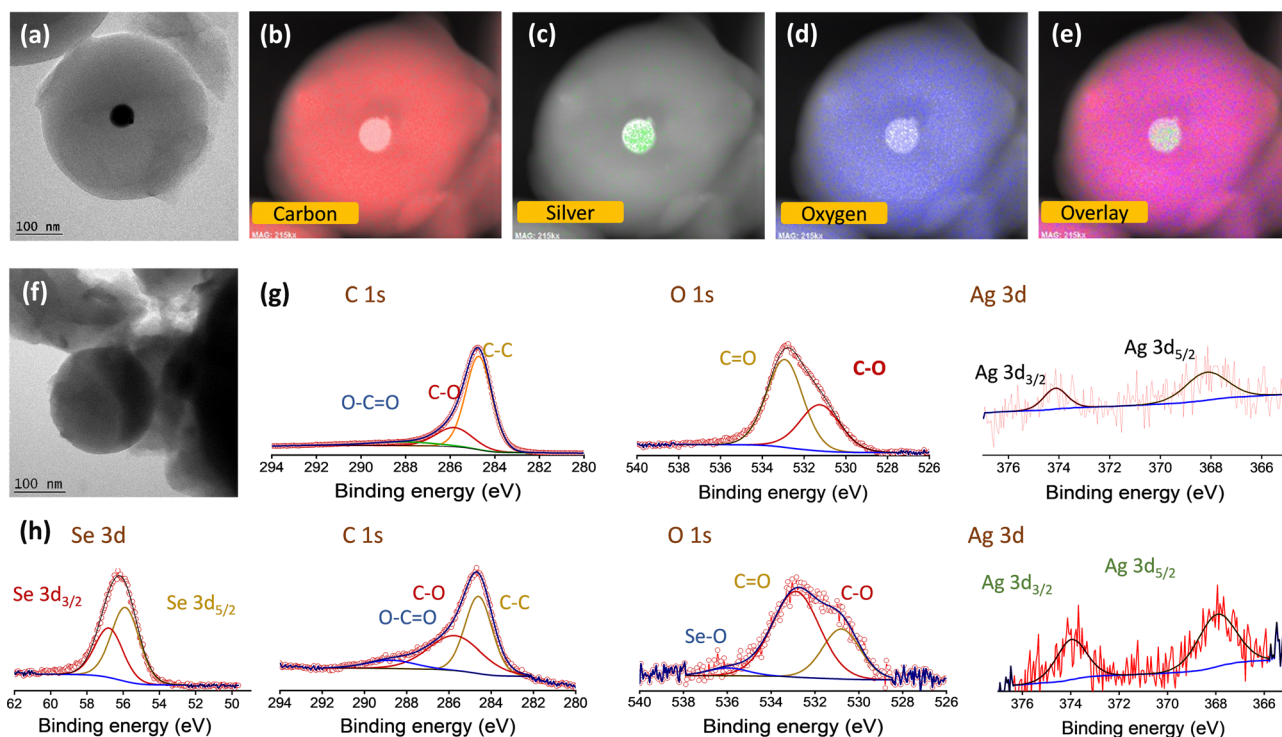 (a)
100 nm
(b)
Carbon
MAG: 215kx
(c)
Silver
MAG: 215kx
(d)
Oxygen
MAG: 215kx
(e)
Overlay
MAG: 215kx
(f)
100 nm
(g)
C 1s
C-C
C-O
O-C=O
294 292 290 288 286 284 282 280
Binding energy (eV)
O 1s
C=O
C-O
540 538 536 534 532 530 528 526
Binding energy (eV)
Ag 3d
Ag 3d5/2
Ag 3d3/2
376 374 372 370 368 366
Binding energy (eV)
(h)
Se 3d
Se 3d3/2
Se 3d5/2
62 60 58 56 54 52 50
Binding energy (eV)
C 1s
C-O
C-C
O-C=O
294 292 290 288 286 284 282 280
Binding energy (eV)
O 1s
C=O
C-O
Se-O
540 538 536 535 532 530 528 526
Binding energy (eV)
Ag 3d
Ag 3d5/2
Ag 3d3/2
376 374 372 370 368 366
Binding energy (eV)